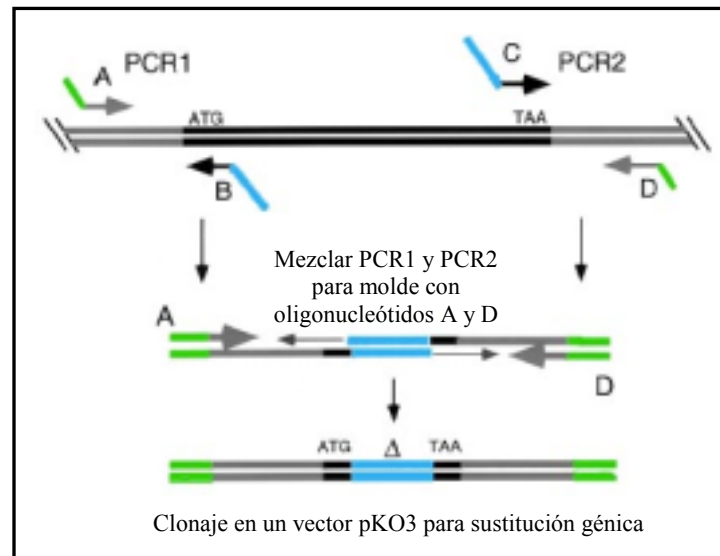 A PCR1
C PCR2
ATG TAA
B D
Mezclar PCR1 y PCR2
para molde con
oligonucleótidos A y D
A
D
ATG Δ TAA
Clonaje en un vector pKO3 para sustitución génica